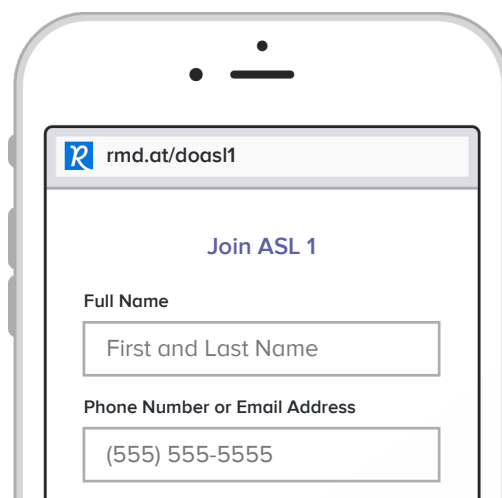 rmd.at/doasl1
Join ASL 1
Full Name
First and Last Name
Phone Number or Email Address
(555) 555-5555